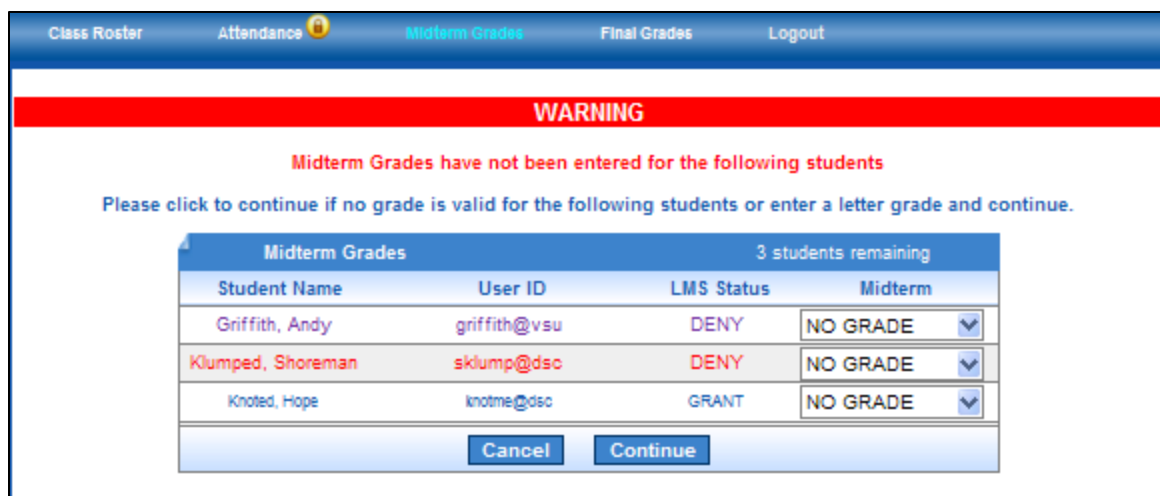 Class Roster Attendance Midterm Grades Final Grades Logout
WARNING
Midterm Grades have not been entered for the following students
Please click to continue if no grade is valid for the following students or enter a letter grade and continue.
Midterm Grades 3 students remaining
Student Name User ID LMS Status Midterm
Griffith, Andy griffith@vsu DENY NO GRADE
Klumped, Shoreman sklump@dsc DENY NO GRADE
Knoted, Hope knotme@dsc GRANT NO GRADE
Cancel Continue